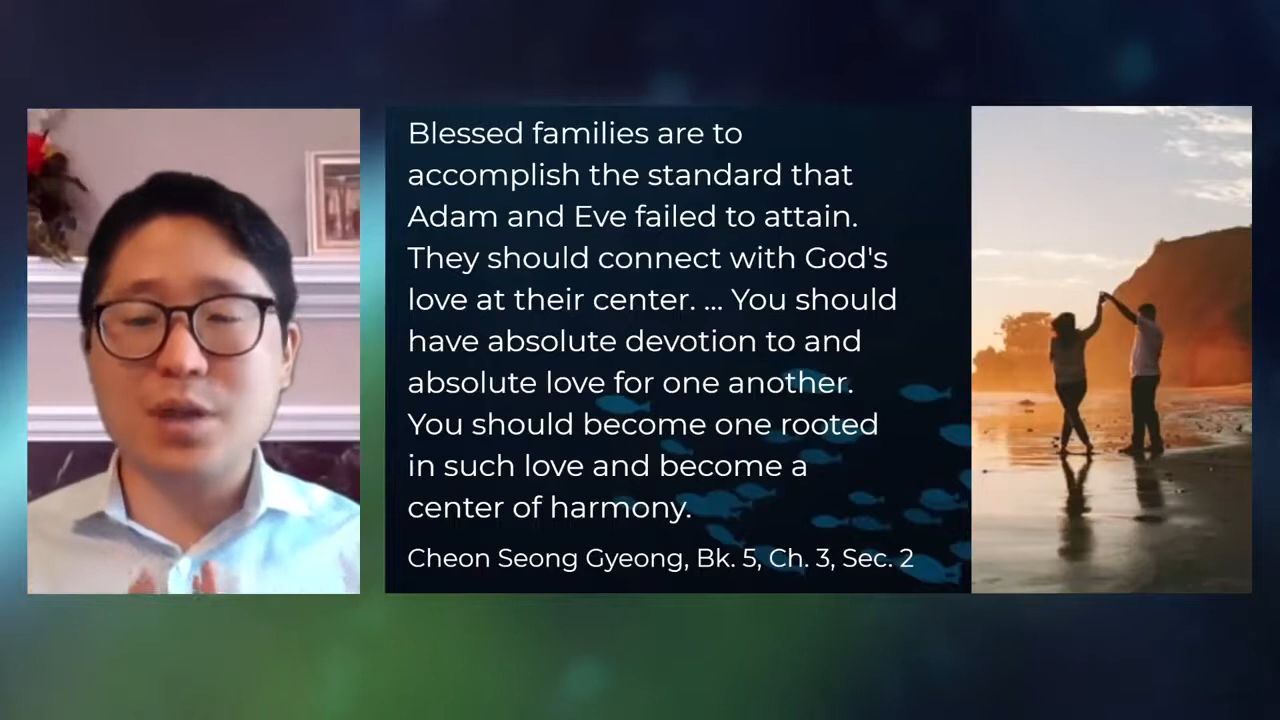 Blessed families are to
accomplish the standard that
Adam and Eve failed to attain.
They should connect with God's
love at their center. ... You should
have absolute devotion to and
absolute love for one another.
You should become one rooted
in such love and become a
center of harmony.
Cheon Seong Gyeong, Bk. 5, Ch. 3, Sec. 2